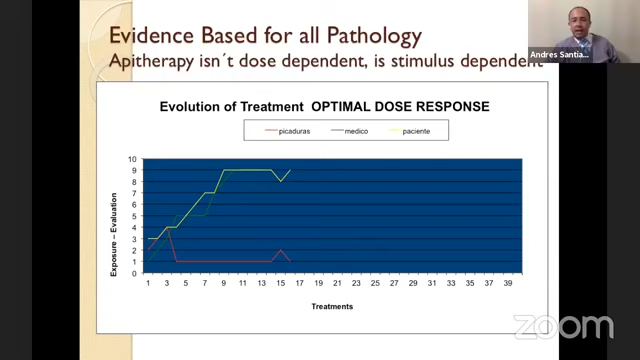 Evidence Based for all Pathology
Apitherapy isn´t dose dependent, is stimulus dependent
Andres Santia...
Evolution of Treatment OPTIMAL DOSE RESPONSE
picaduras medico paciente
Exposure – Evaluation
10
9
8
7
6
5
4
3
2
1
0
1 3 5 7 9 11 13 15 17 19 21 23 25 27 29 31 33 35 37 39
Treatments
zoom